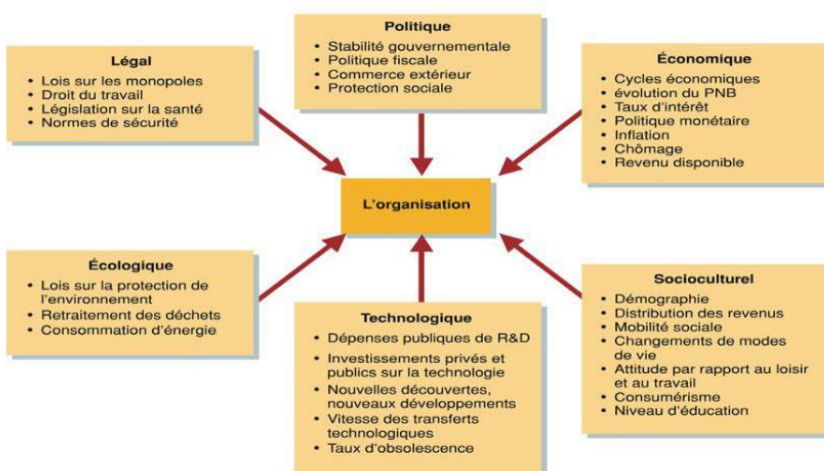 Politique
• Stabilité gouvernementale
• Politique fiscale
• Commerce extérieur
• Protection sociale
Légal
• Lois sur les monopoles
• Droit du travail
• Législation sur la santé
• Normes de sécurité
Économique
• Cycles économiques
• évolution du PNB
• Taux d'intérêt
• Politique monétaire
• Inflation
• Chômage
• Revenu disponible
L'organisation
Écologique
• Lois sur la protection de
l'environnement
• Retraitement des déchets
• Consommation d'énergie
Technologique
• Dépenses publiques de R&D
• Investissements privés et
publics sur la technologie
• Nouvelles découvertes,
nouveaux développements
• Vitesse des transferts
technologiques
• Taux d'obsolescence
Socioculturel
• Démographie
• Distribution des revenus
• Mobilité sociale
• Changements de modes
de vie
• Attitude par rapport au loisir
et au travail
• Consumérisme
• Niveau d'éducation